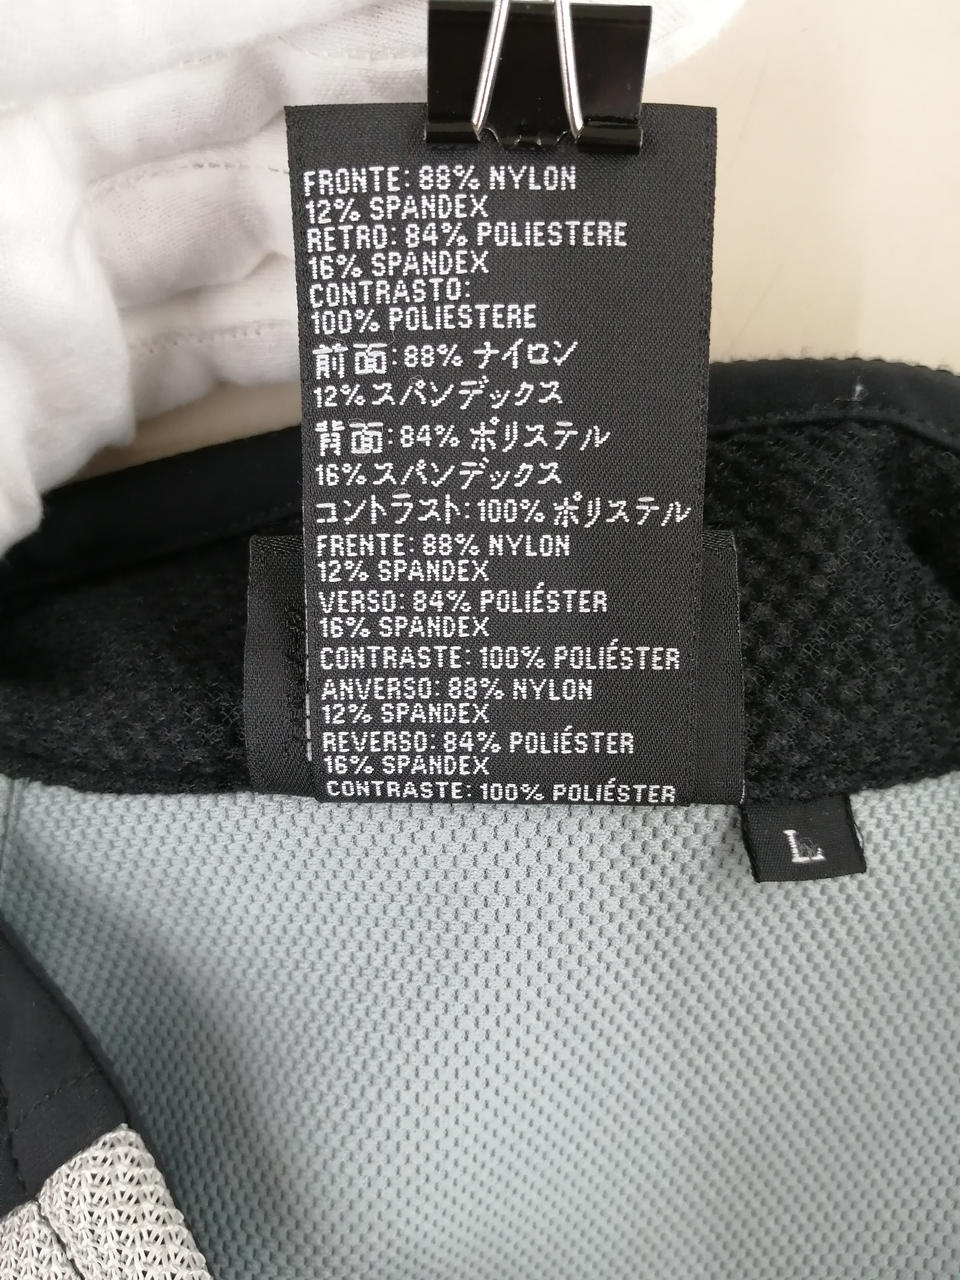 FRONTE: 88% NYLON
12% SPANDEX
RETRO: 84% POLIESTERE
16% SPANDEX
CONTRASTO:
100% POLIESTERE
前面:88% ナイロン
12%スパンデックス
背面:84% ポリステル
16%スパンデックス
コントラスト:100%ポリステル
FRENTE: 88% NYLON
12% SPANDEX
VERSO: 84% POLIÉSTER
16% SPANDEX
CONTRASTE: 100% POLIÉSTER
ANVERSO: 88% NYLON
12% SPANDEX
REVERSO: 84% POLIÉSTER
16% SPANDEX
CONTRASTE: 100% POLIÉSTER
L